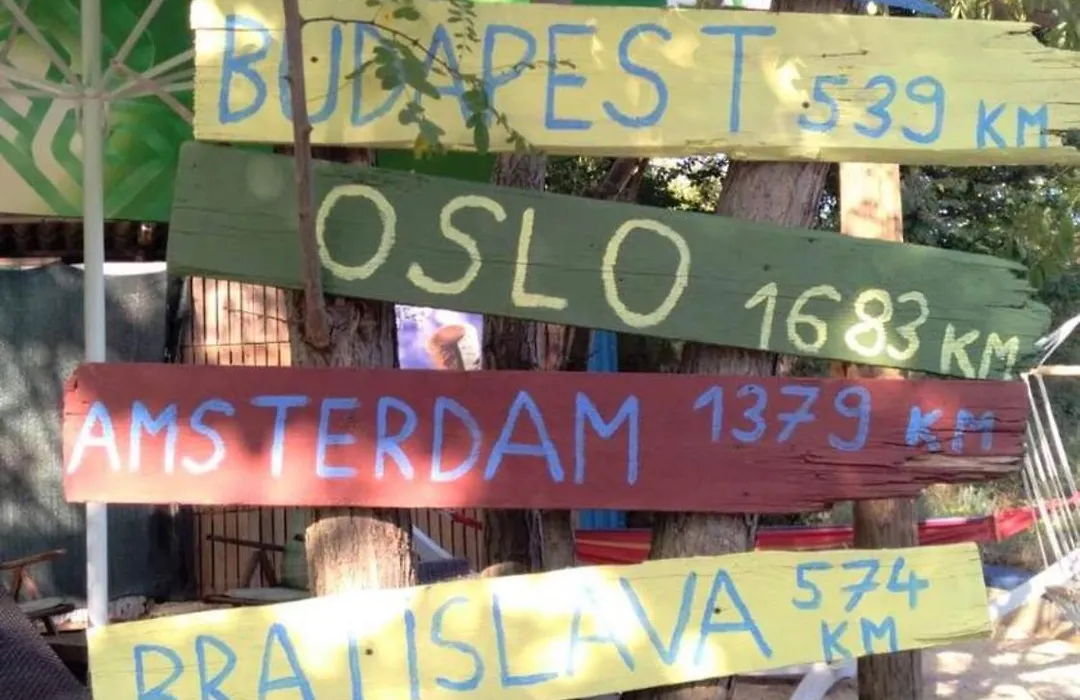 BUDAPEST 539 KM
OSLO 1683 KM
AMSTERDAM 1379 KM
BRATISLAVA 574 KM